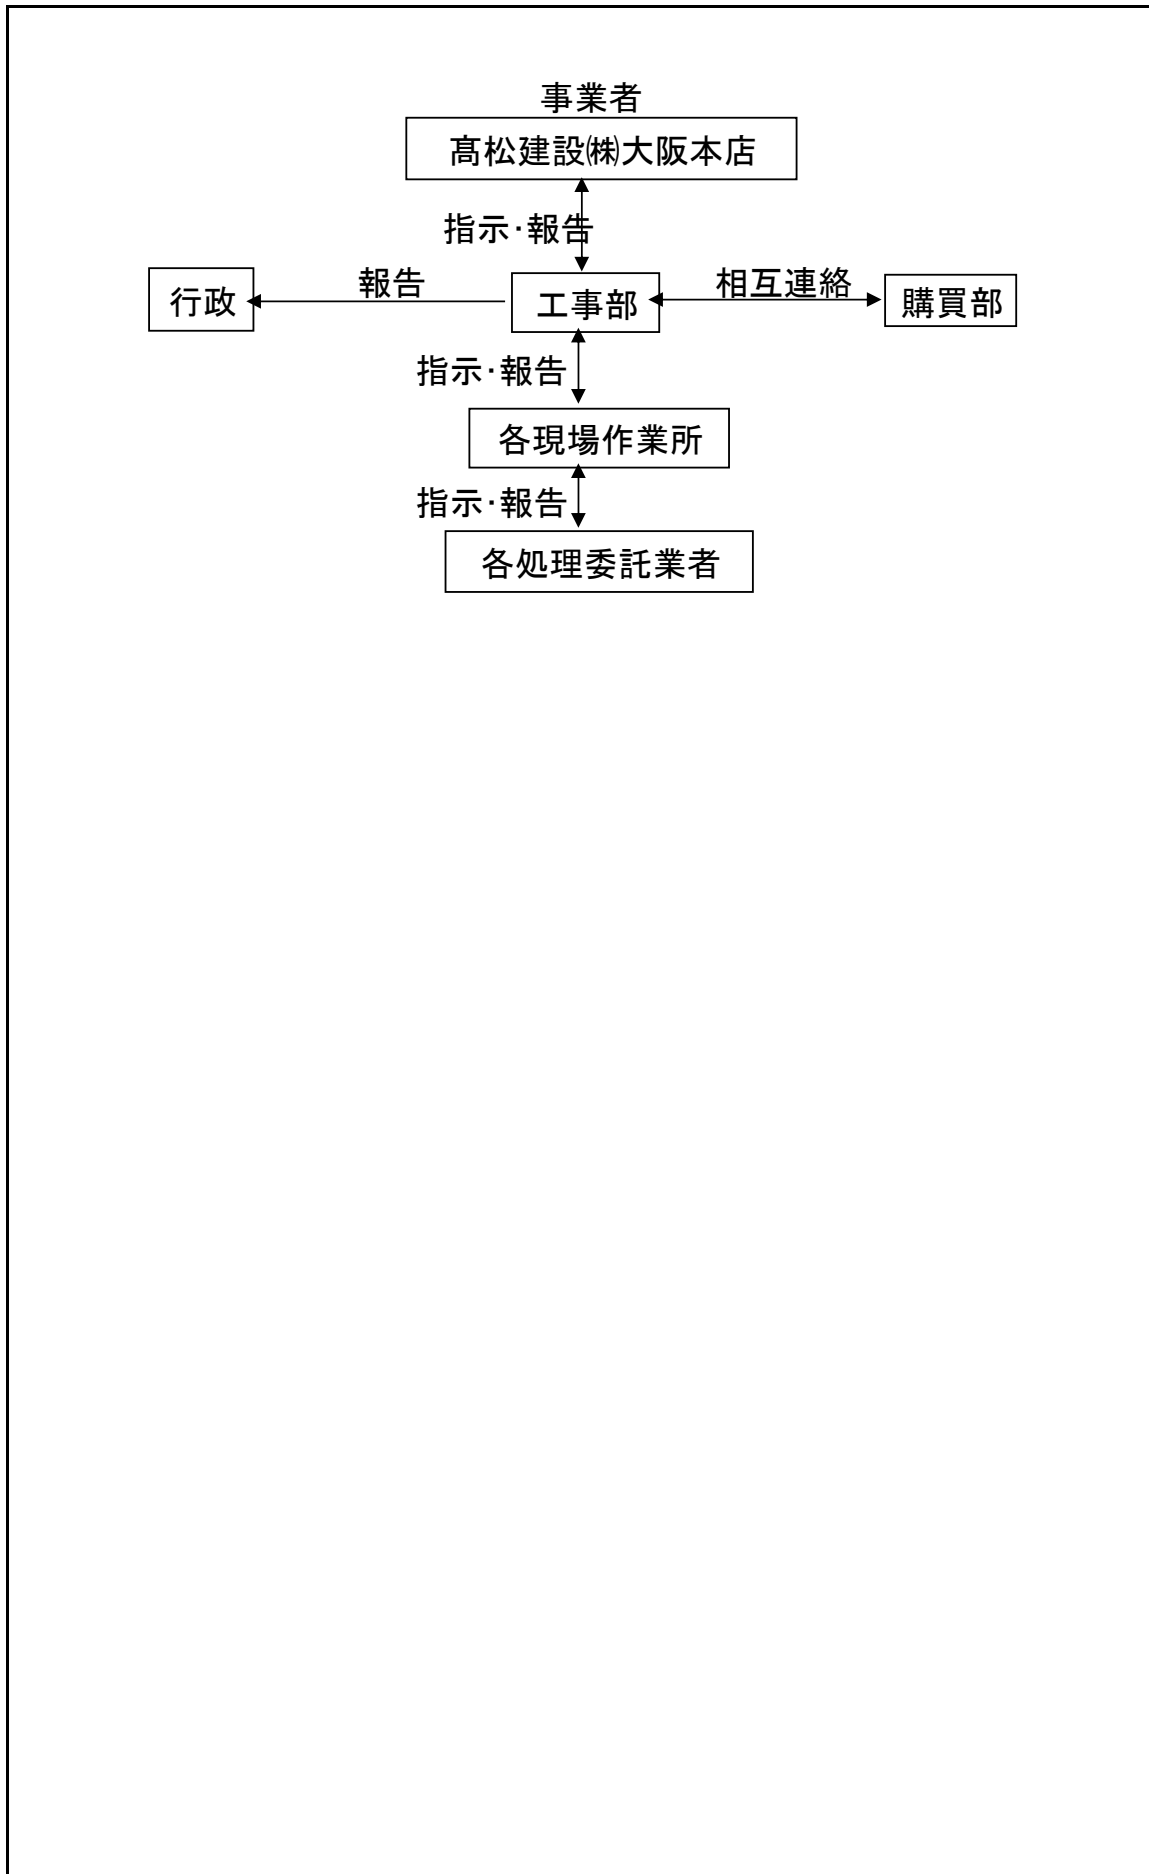 事業者
髙松建設㈱大阪本店
指示・報告
行政
報告
工事部
相互連絡
購買部
指示・報告
各現場作業所
指示・報告
各処理委託業者